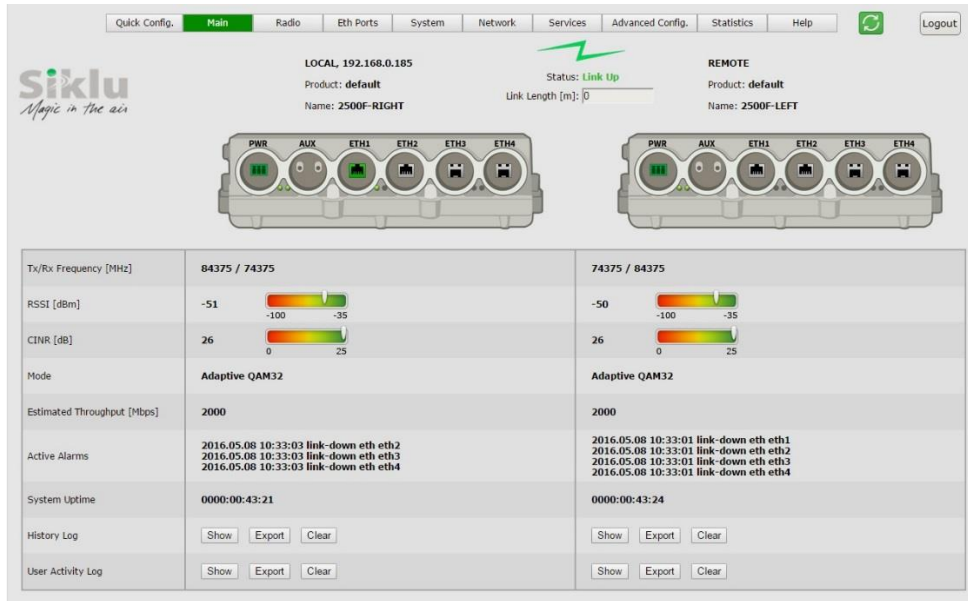 Quick Config. Main Radio Eth Ports System Network Services Advanced Config. Statistics Help Logout
Siklu
Magic in the air
LOCAL, 192.168.0.185
Product: default
Name: 2500F-RIGHT
Status: Link Up
Link Length [m]: 0
REMOTE
Product: default
Name: 2500F-LEFT
PWR AUX ETH1 ETH2 ETH3 ETH4
PWR AUX ETH1 ETH2 ETH3 ETH4
Tx/Rx Frequency [MHz] 84375 / 74375 74375 / 84375
RSSI [dBm] -51 -50
-100 -35 -100 -35
CINR [dB] 26 26
0 25 0 25
Mode Adaptive QAM32 Adaptive QAM32
Estimated Throughput [Mbps] 2000 2000
Active Alarms
2016.05.08 10:33:03 link-down eth eth2
2016.05.08 10:33:03 link-down eth eth3
2016.05.08 10:33:03 link-down eth eth4
2016.05.08 10:33:01 link-down eth eth1
2016.05.08 10:33:01 link-down eth eth2
2016.05.08 10:33:01 link-down eth eth3
2016.05.08 10:33:01 link-down eth eth4
System Uptime 0000:00:43:21 0000:00:43:24
History Log Show Export Clear Show Export Clear
User Activity Log Show Export Clear Show Export Clear